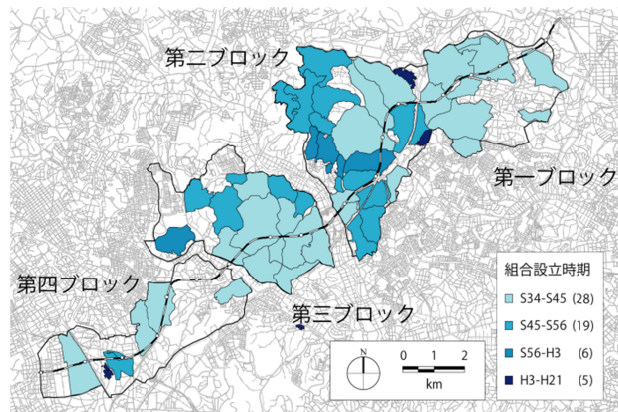 第二ブロック
第一ブロック
第四ブロック
第三ブロック
組合設立時期
S34-S45 (28)
S45-S56 (19)
S56-H3 (6)
H3-H21 (5)
N
0 1 2
km